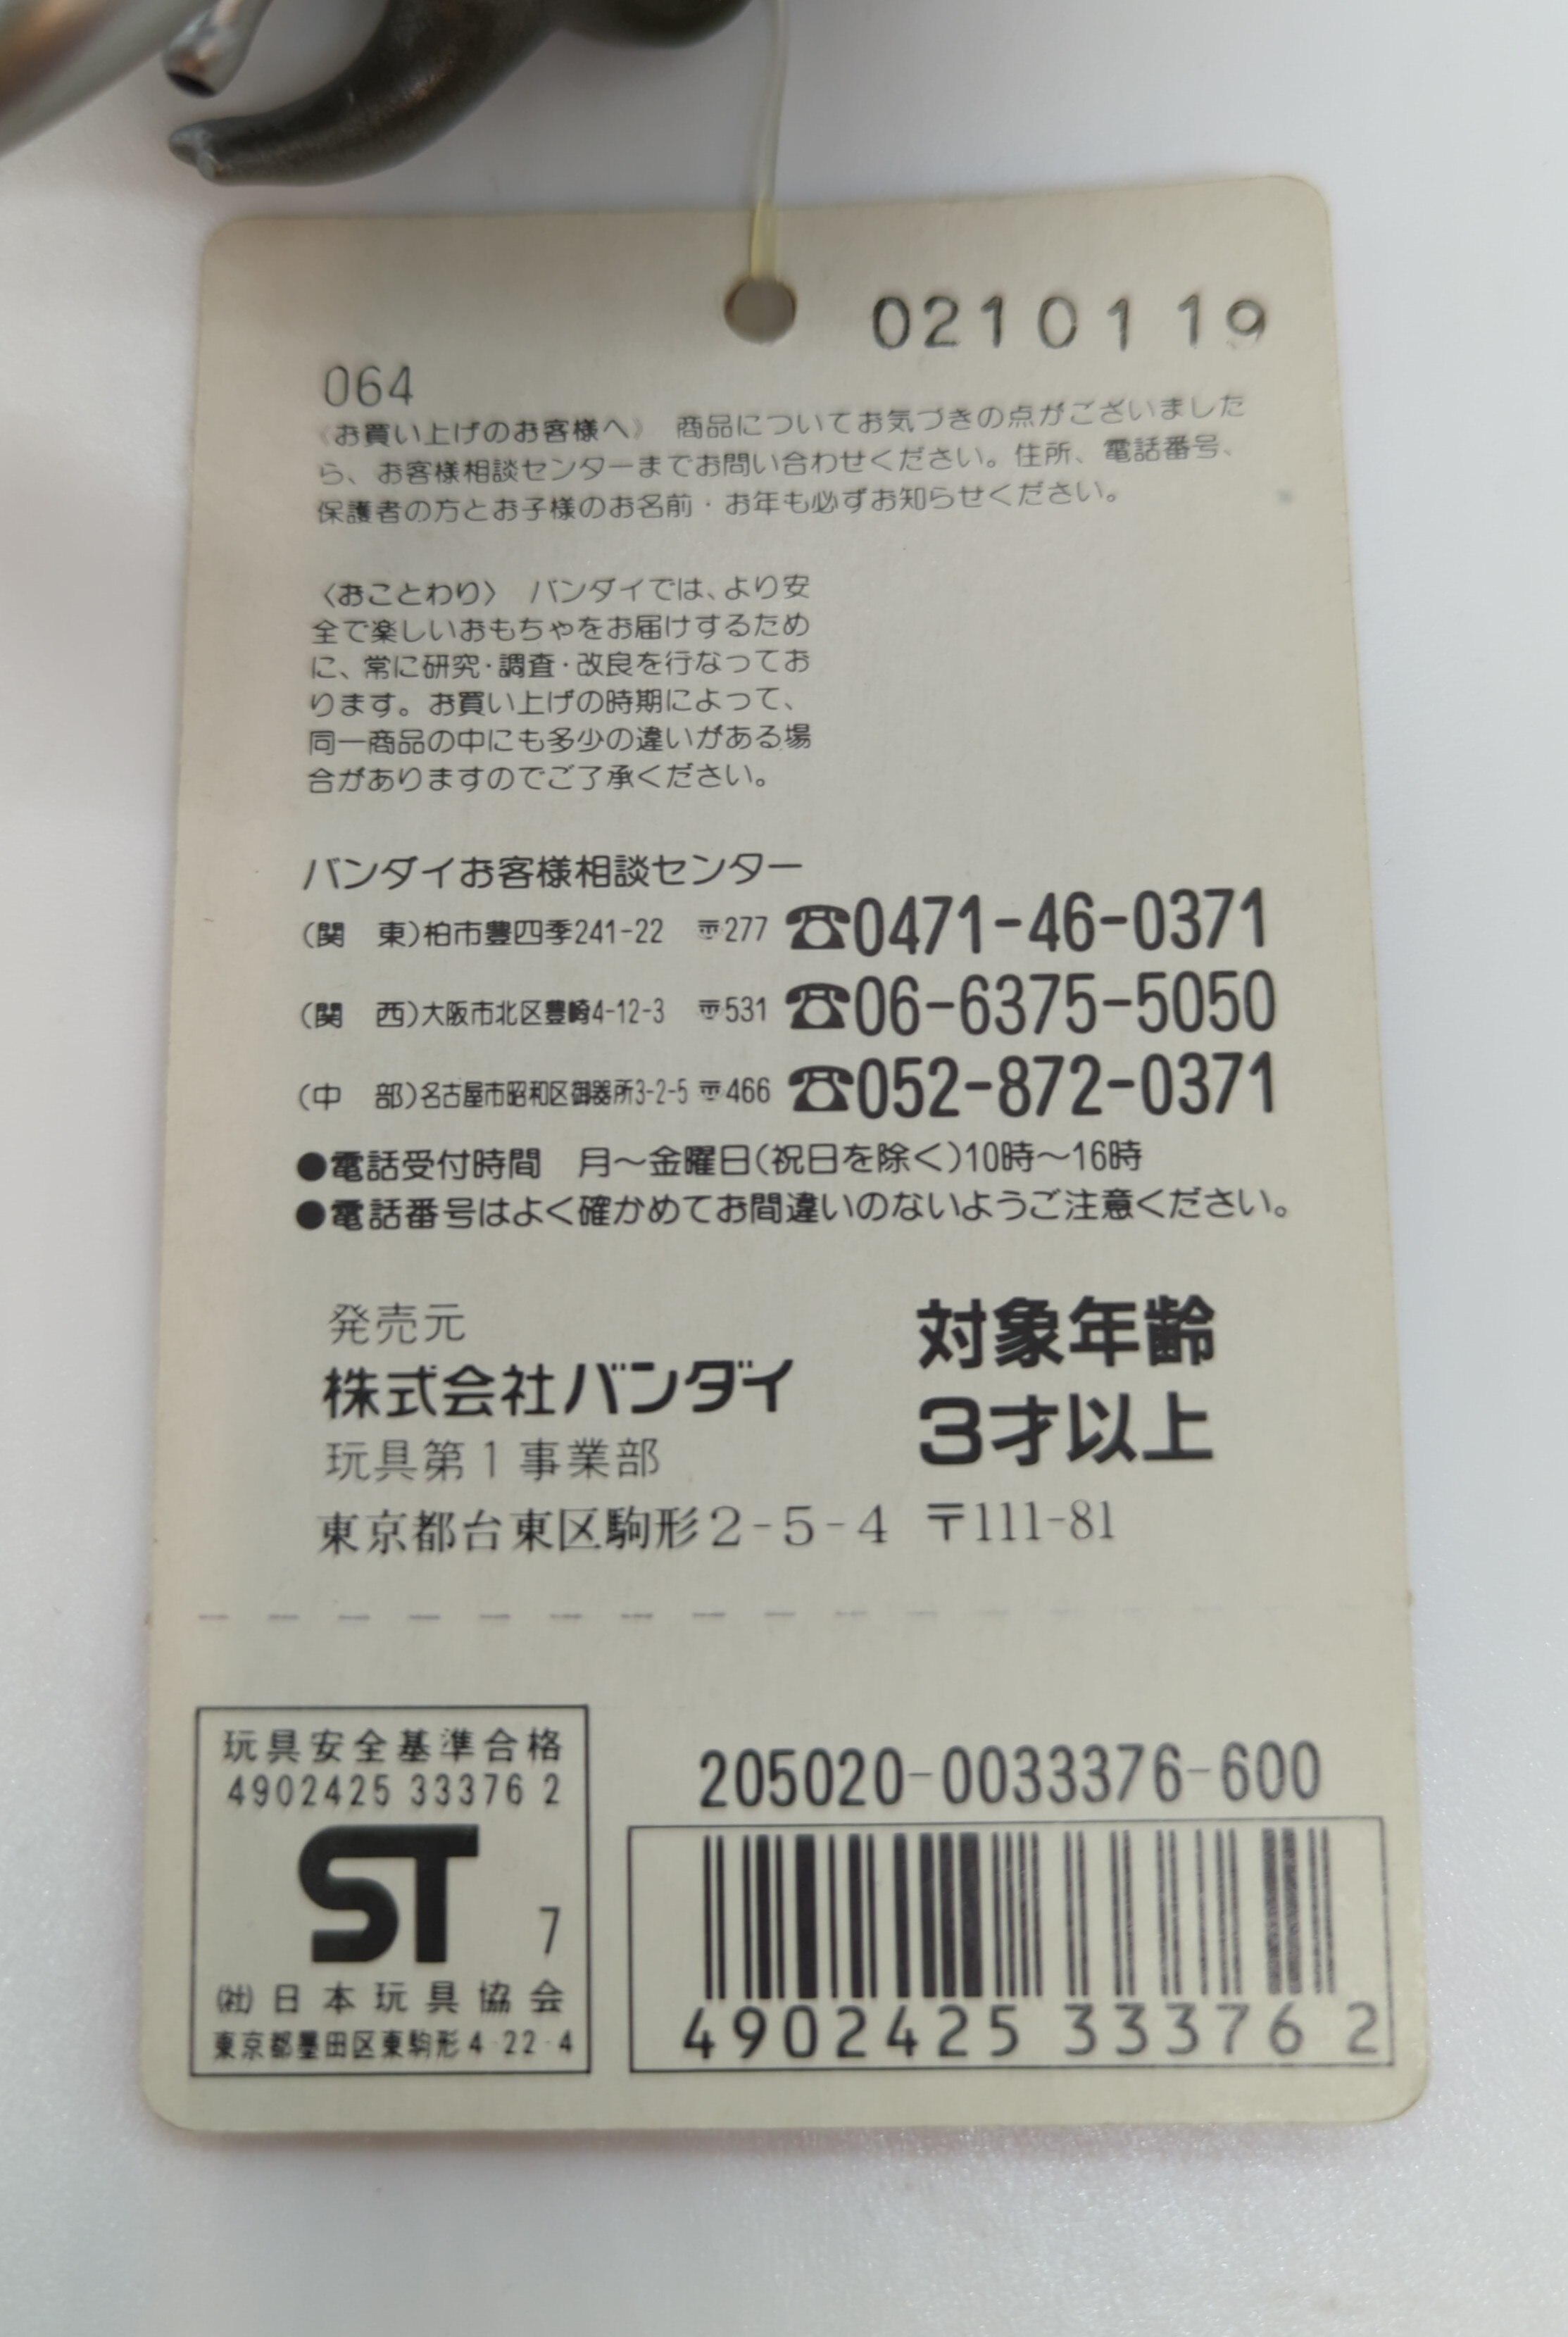 0210119
064
《お買い上げのお客様へ》 商品についてお気づきの点がございました
ら、お客様相談センターまでお問い合わせください。住所、電話番号、
保護者の方とお子様のお名前・お年も必ずお知らせください。
〈おことわり〉 バンダイでは、より安
全で楽しいおもちゃをお届けするため
に、常に研究・調査・改良を行なってお
ります。お買い上げの時期によって、
同一商品の中にも多少の違いがある場
合がありますのでご了承ください。
バンダイお客様相談センター
(関 東)柏市豊四季241-22 〠277 ☎0471-46-0371
(関 西)大阪市北区豊崎4-12-3 〠531 ☎06-6375-5050
(中 部)名古屋市昭和区御器所3-2-5 〠466 ☎052-872-0371
●電話受付時間 月〜金曜日(祝日を除く)10時〜16時
●電話番号はよく確かめてお間違いのないようご注意ください。
発売元
株式会社バンダイ
玩具第1事業部
東京都台東区駒形2-5-4 〒111-81
対象年齢
3才以上
玩具安全基準合格
4902425 33376 2
ST 7
㈳日本玩具協会
東京都墨田区東駒形4-22-4
205020-0033376-600
4902425 33376 2